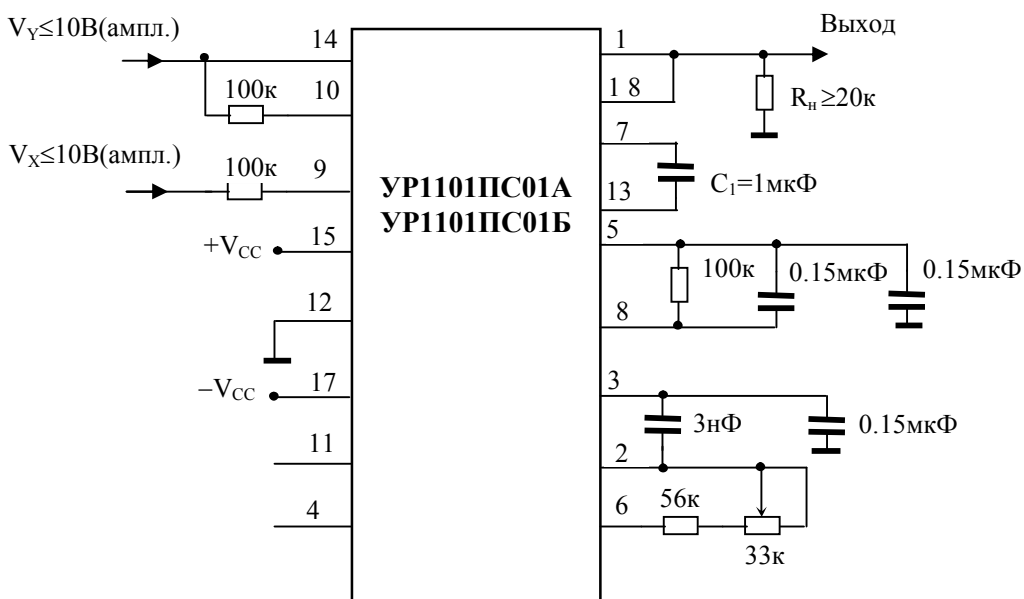 V_Y≤10В(ампл.)
14
1
Выход
100к
10
1 8
R_н ≥20к
7
V_X≤10В(ампл.)
100к
9
УР1101ПС01А
УР1101ПС01Б
13
C_1=1мкФ
+V_CC
15
5
100к
0.15мкФ
0.15мкФ
12
8
−V_CC
17
3
3нФ
0.15мкФ
11
2
4
6
56к
33к